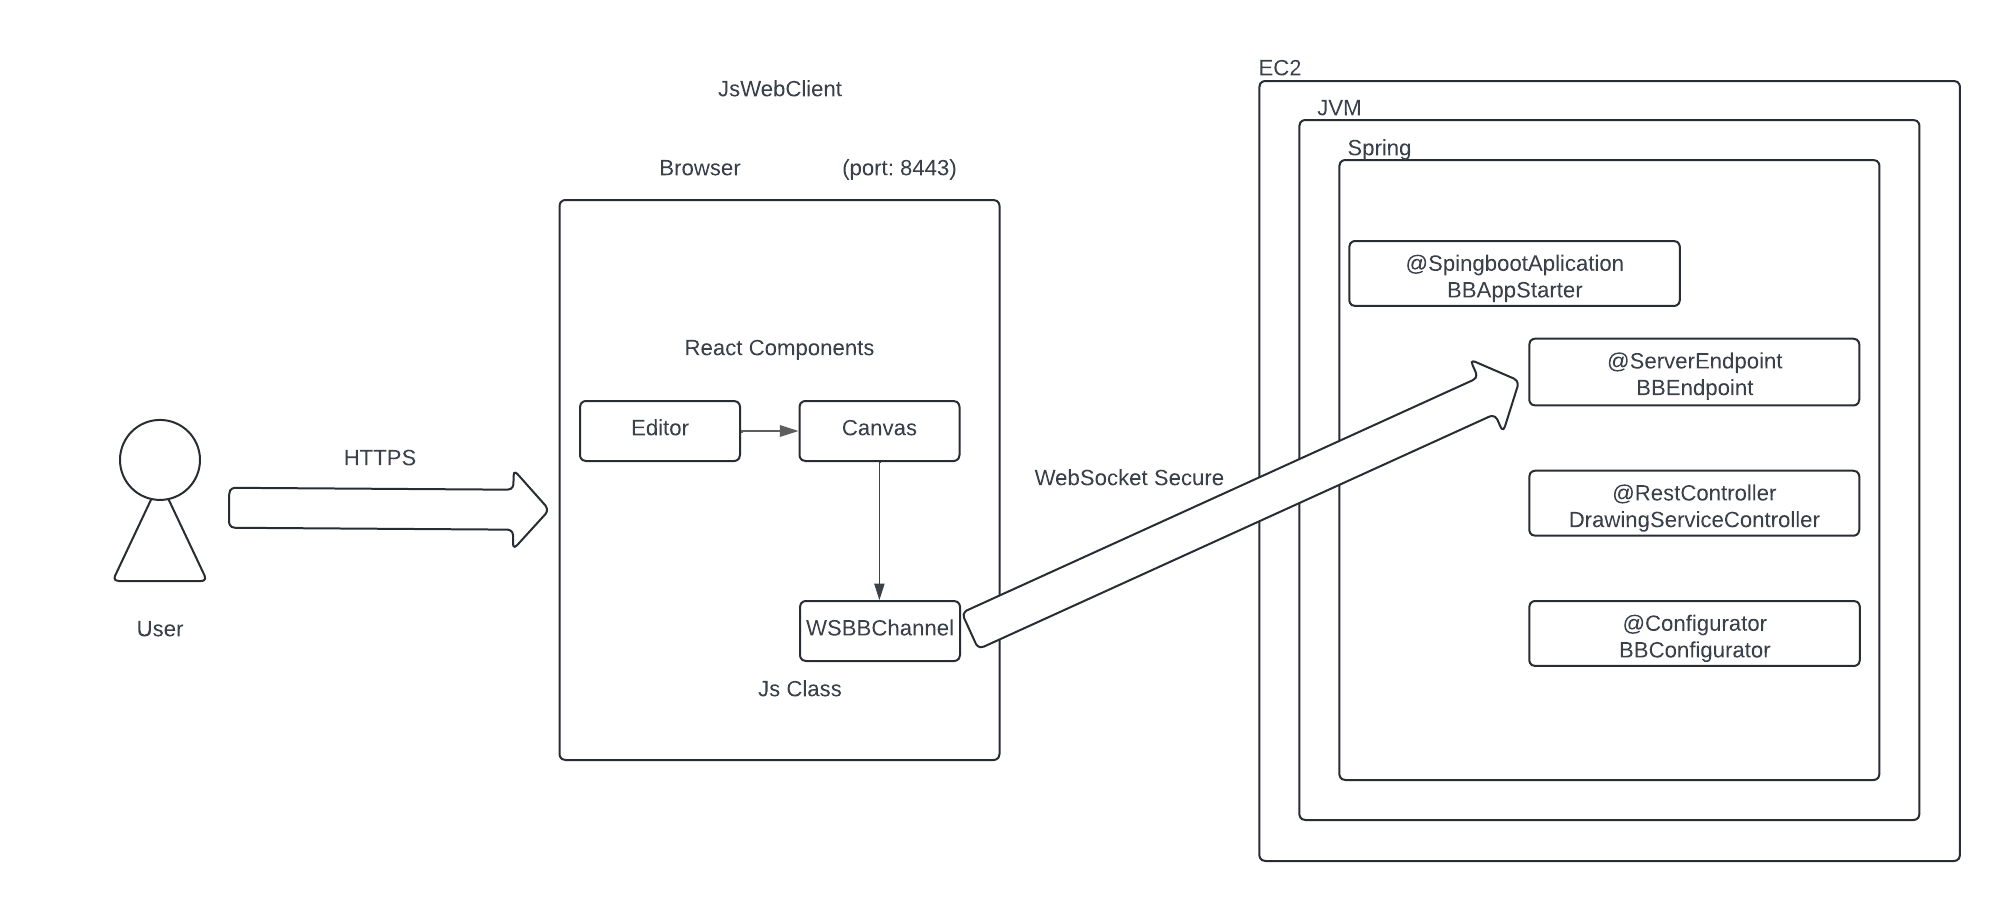 JsWebClient
Browser (port: 8443)
React Components
Editor
Canvas
WSBBChannel
Js Class
HTTPS
User
WebSocket Secure
EC2
JVM
Spring
@SpingbootAplication
BBAppStarter
@ServerEndpoint
BBEndpoint
@RestController
DrawingServiceController
@Configurator
BBConfigurator